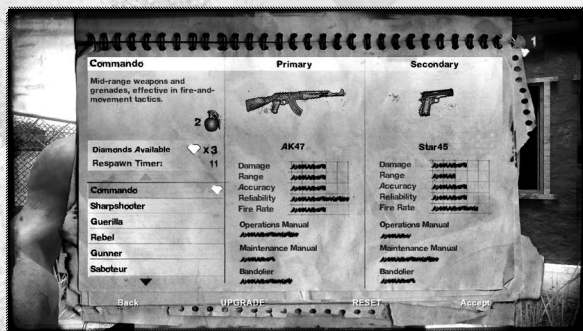 1
Commando
Mid-range weapons and
grenades, effective in fire-and-
movement tactics.
2
Diamonds Available x3
Respawn Timer: 11
Commando
Sharpshooter
Guerilla
Rebel
Gunner
Saboteur
Primary
AK47
Damage
Range
Accuracy
Reliability
Fire Rate
Operations Manual
Maintenance Manual
Bandolier
Secondary
Star45
Damage
Range
Accuracy
Reliability
Fire Rate
Operations Manual
Maintenance Manual
Bandolier
Back UPGRADE RESET Accept